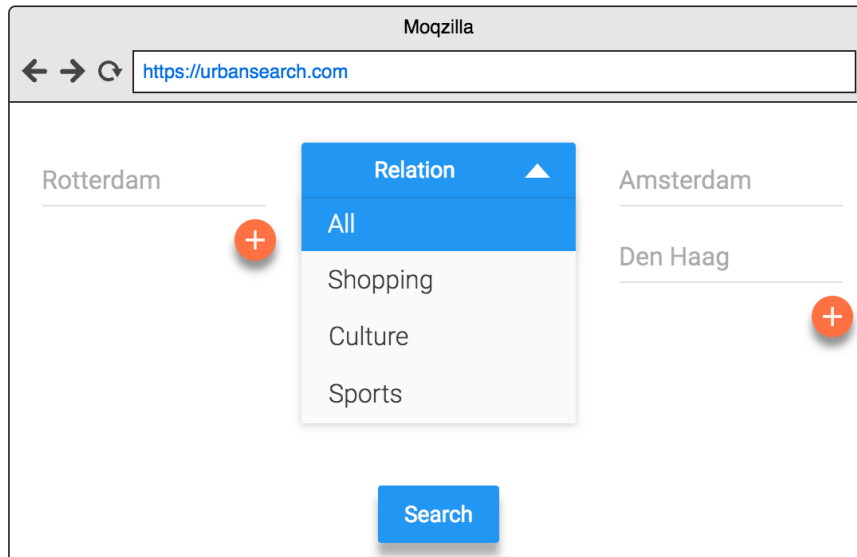 Moqzilla
https://urbansearch.com
Rotterdam
Relation
All
Shopping
Culture
Sports
Amsterdam
Den Haag
Search